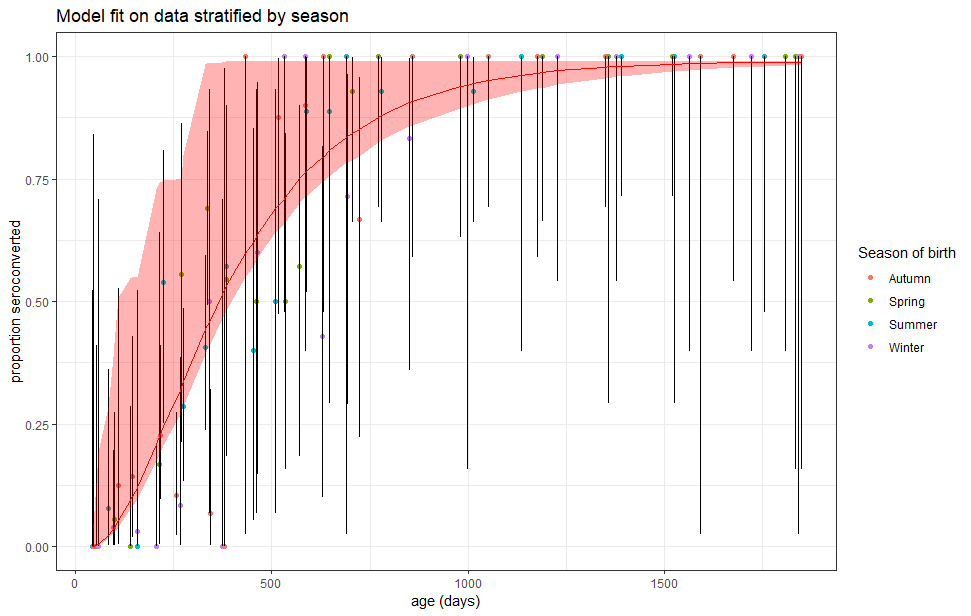 Model fit on data stratified by season
proportion seroconverted
1.00
0.75
0.50
0.25
0.00
0
500
1000
1500
age (days)
Season of birth
Autumn
Spring
Summer
Winter